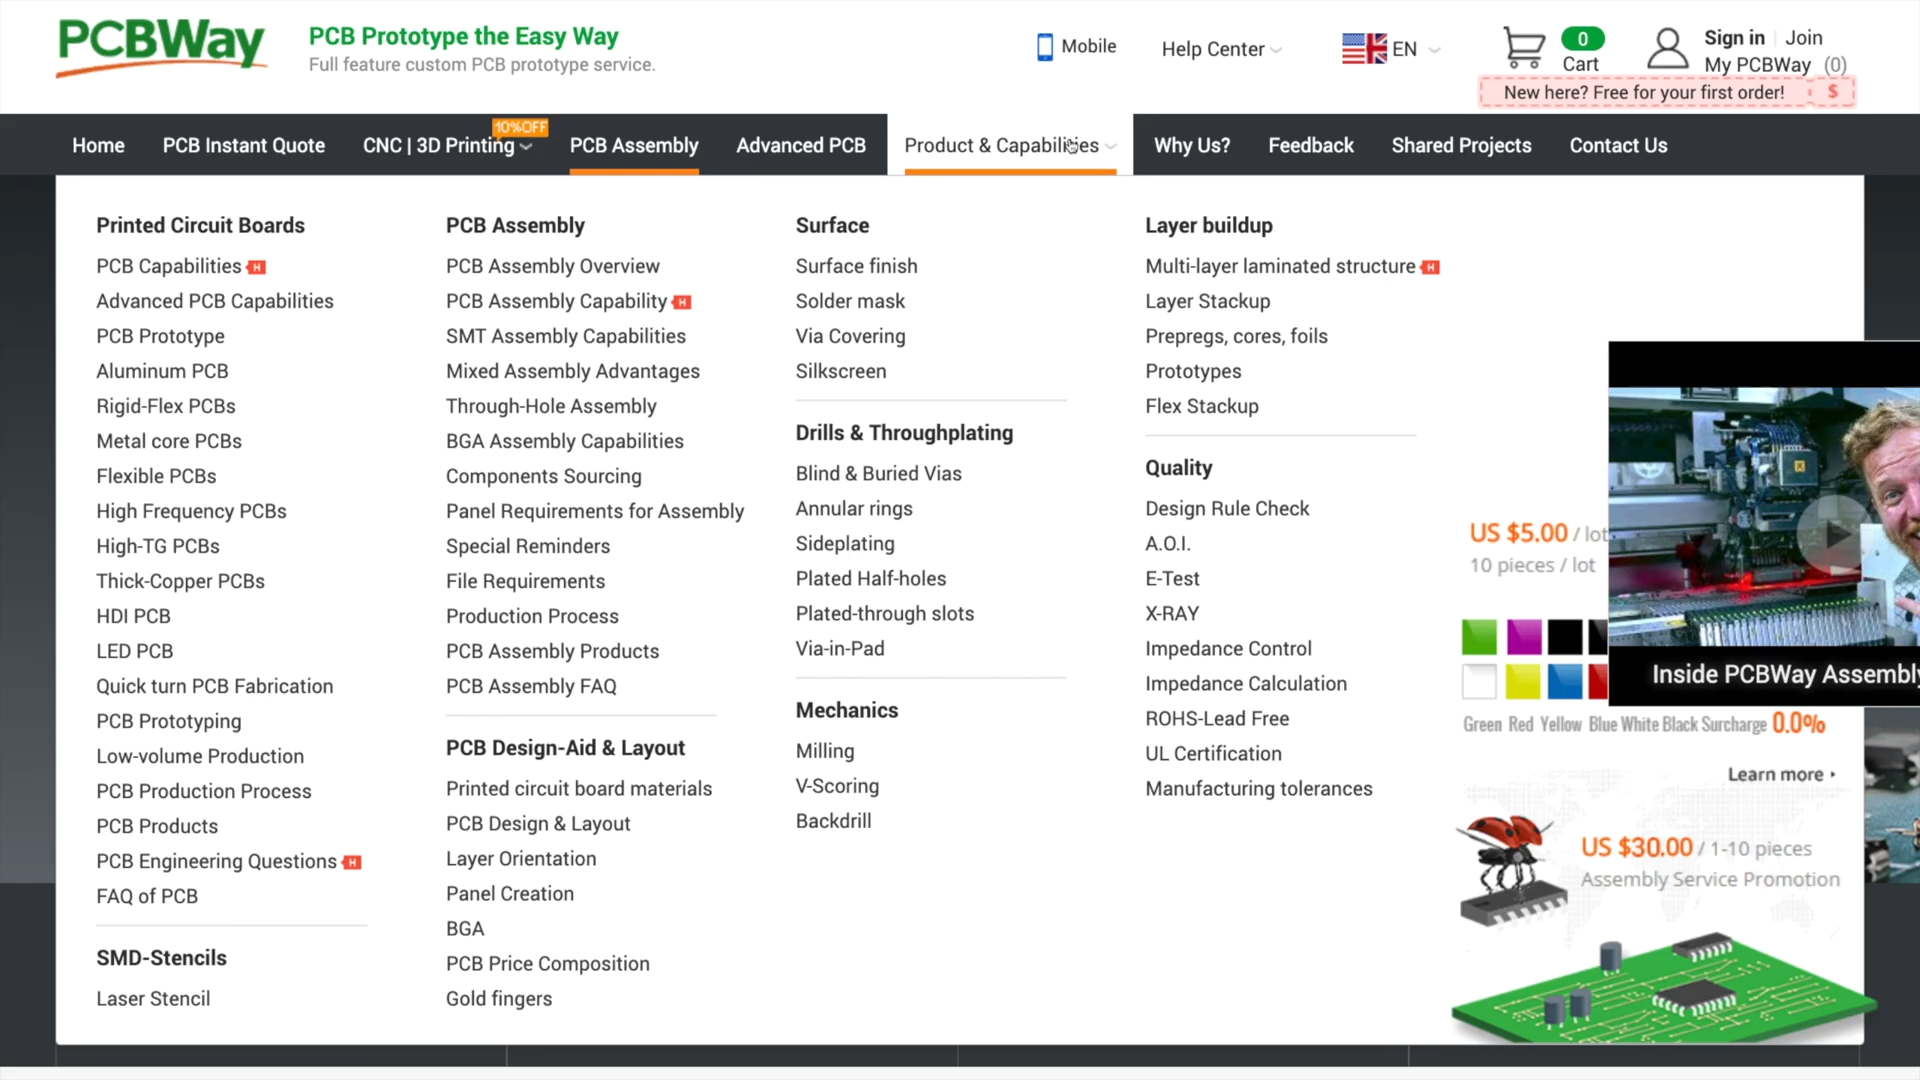 PCBWay
PCB Prototype the Easy Way
Full feature custom PCB prototype service.
Mobile
Help Center
EN
0
Cart
Sign in | Join
My PCBWay (0)
New here? Free for your first order! $
Home
PCB Instant Quote
CNC | 3D Printing
10%OFF
PCB Assembly
Advanced PCB
Product & Capabilities
Why Us?
Feedback
Shared Projects
Contact Us
Printed Circuit Boards
PCB Capabilities H
Advanced PCB Capabilities
PCB Prototype
Aluminum PCB
Rigid-Flex PCBs
Metal core PCBs
Flexible PCBs
High Frequency PCBs
High-TG PCBs
Thick-Copper PCBs
HDI PCB
LED PCB
Quick turn PCB Fabrication
PCB Prototyping
Low-volume Production
PCB Production Process
PCB Products
PCB Engineering Questions H
FAQ of PCB
SMD-Stencils
Laser Stencil
PCB Assembly
PCB Assembly Overview
PCB Assembly Capability H
SMT Assembly Capabilities
Mixed Assembly Advantages
Through-Hole Assembly
BGA Assembly Capabilities
Components Sourcing
Panel Requirements for Assembly
Special Reminders
File Requirements
Production Process
PCB Assembly Products
PCB Assembly FAQ
PCB Design-Aid & Layout
Printed circuit board materials
PCB Design & Layout
Layer Orientation
Panel Creation
BGA
PCB Price Composition
Gold fingers
Surface
Surface finish
Solder mask
Via Covering
Silkscreen
Drills & Throughplating
Blind & Buried Vias
Annular rings
Sideplating
Plated Half-holes
Plated-through slots
Via-in-Pad
Mechanics
Milling
V-Scoring
Backdrill
Layer buildup
Multi-layer laminated structure H
Layer Stackup
Prepregs, cores, foils
Prototypes
Flex Stackup
Quality
Design Rule Check
A.O.I.
E-Test
X-RAY
Impedance Control
Impedance Calculation
ROHS-Lead Free
UL Certification
Manufacturing tolerances
US $5.00 / lot
10 pieces / lot
Inside PCBWay Assembly
Green Red Yellow Blue White Black Surcharge 0.0%
Learn more
US $30.00 / 1-10 pieces
Assembly Service Promotion